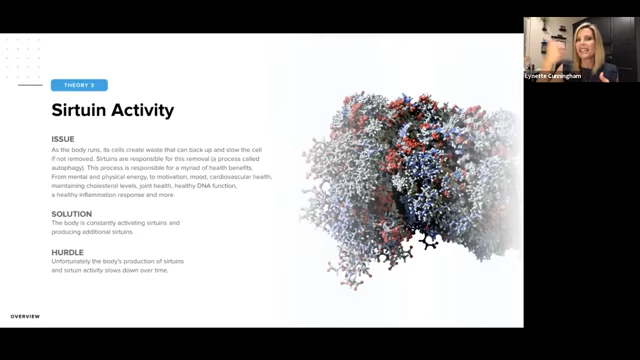 THEORY 3
Sirtuin Activity
ISSUE
As the body runs, its cells create waste that can back up and slow the cell
if not removed. Sirtuins are responsible for this removal (a process called
autophagy). This process is responsible for a myriad of health benefits.
From mental and physical energy, to motivation, mood, cardiovascular health,
maintaining cholesterol levels, joint health, healthy DNA function,
a healthy inflammation response and more.
SOLUTION
The body is constantly activating sirtuins and
producing additional sirtuins
HURDLE
Unfortunately the body's production of sirtuins
and sirtuin activity slows down over time.
OVERVIEW
Lynette Cunningham